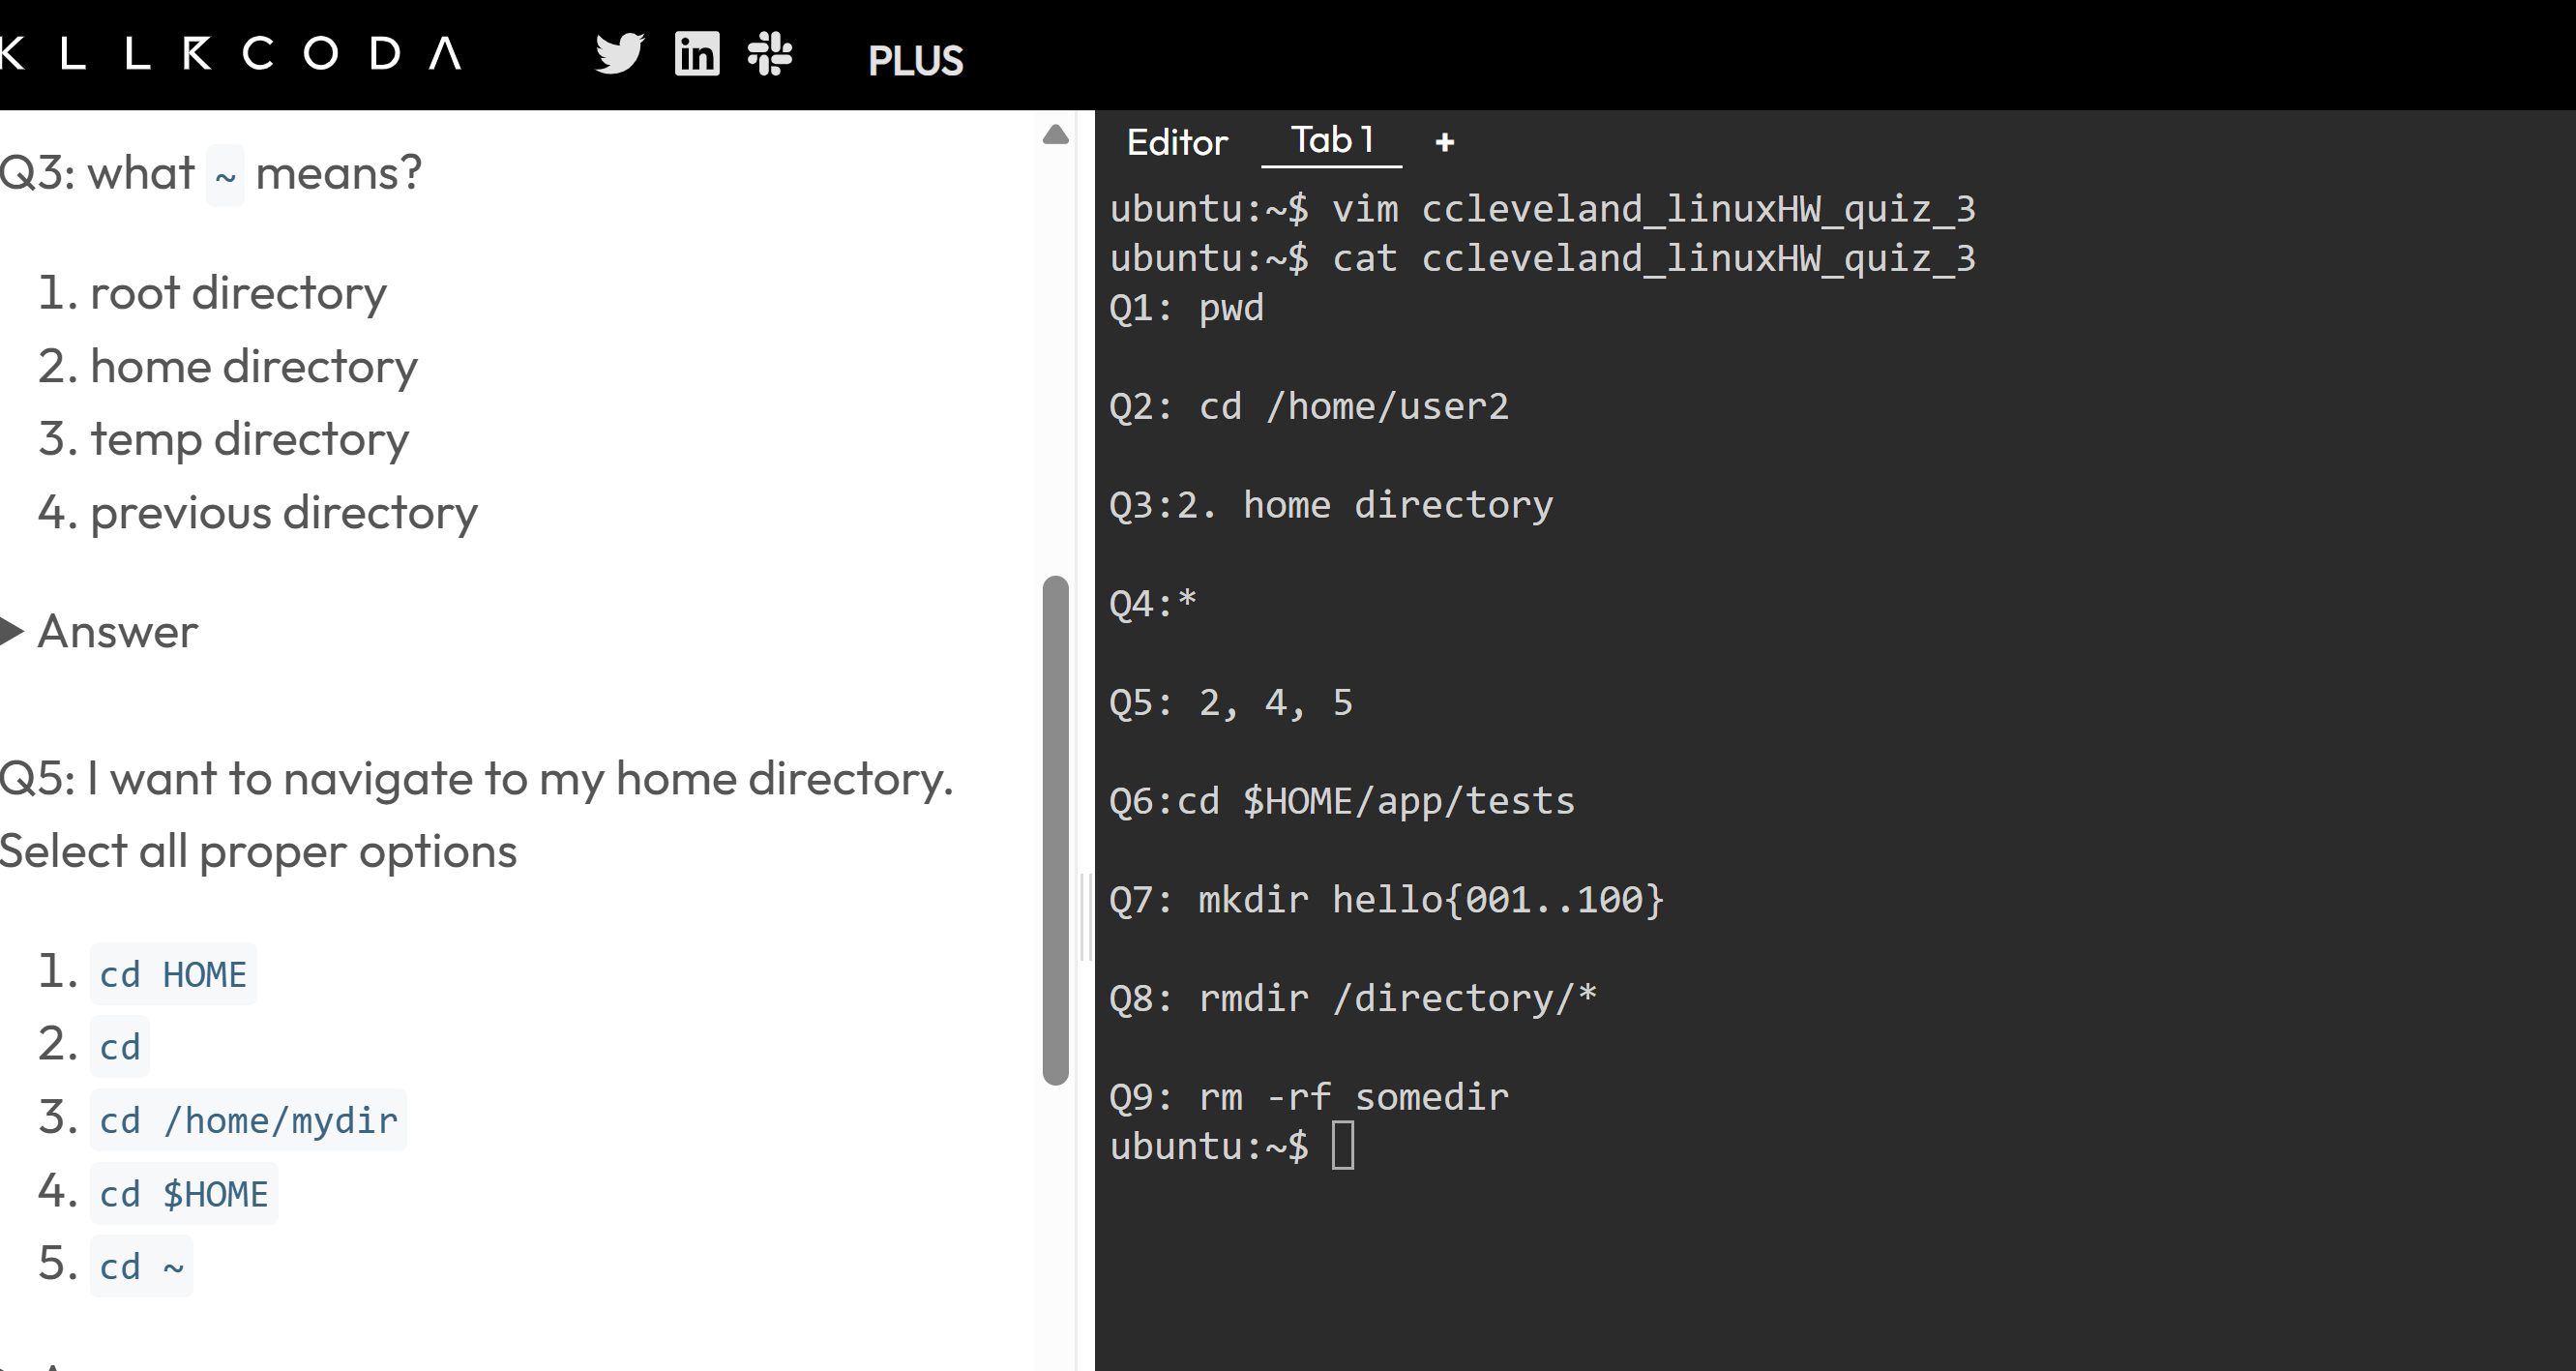 KLLRCODA
PLUS
Q3: what ~ means?
1. root directory
2. home directory
3. temp directory
4. previous directory
Answer
Q5: I want to navigate to my home directory.
Select all proper options
1. cd HOME
2. cd
3. cd /home/mydir
4. cd $HOME
5. cd ~
Editor
Tab 1
+
ubuntu:~$ vim ccleveland_linuxHW_quiz_3
ubuntu:~$ cat ccleveland_linuxHW_quiz_3
Q1: pwd
Q2: cd /home/user2
Q3:2. home directory
Q4:*
Q5: 2, 4, 5
Q6:cd $HOME/app/tests
Q7: mkdir hello{001..100}
Q8: rmdir /directory/*
Q9: rm -rf somedir
ubuntu:~$